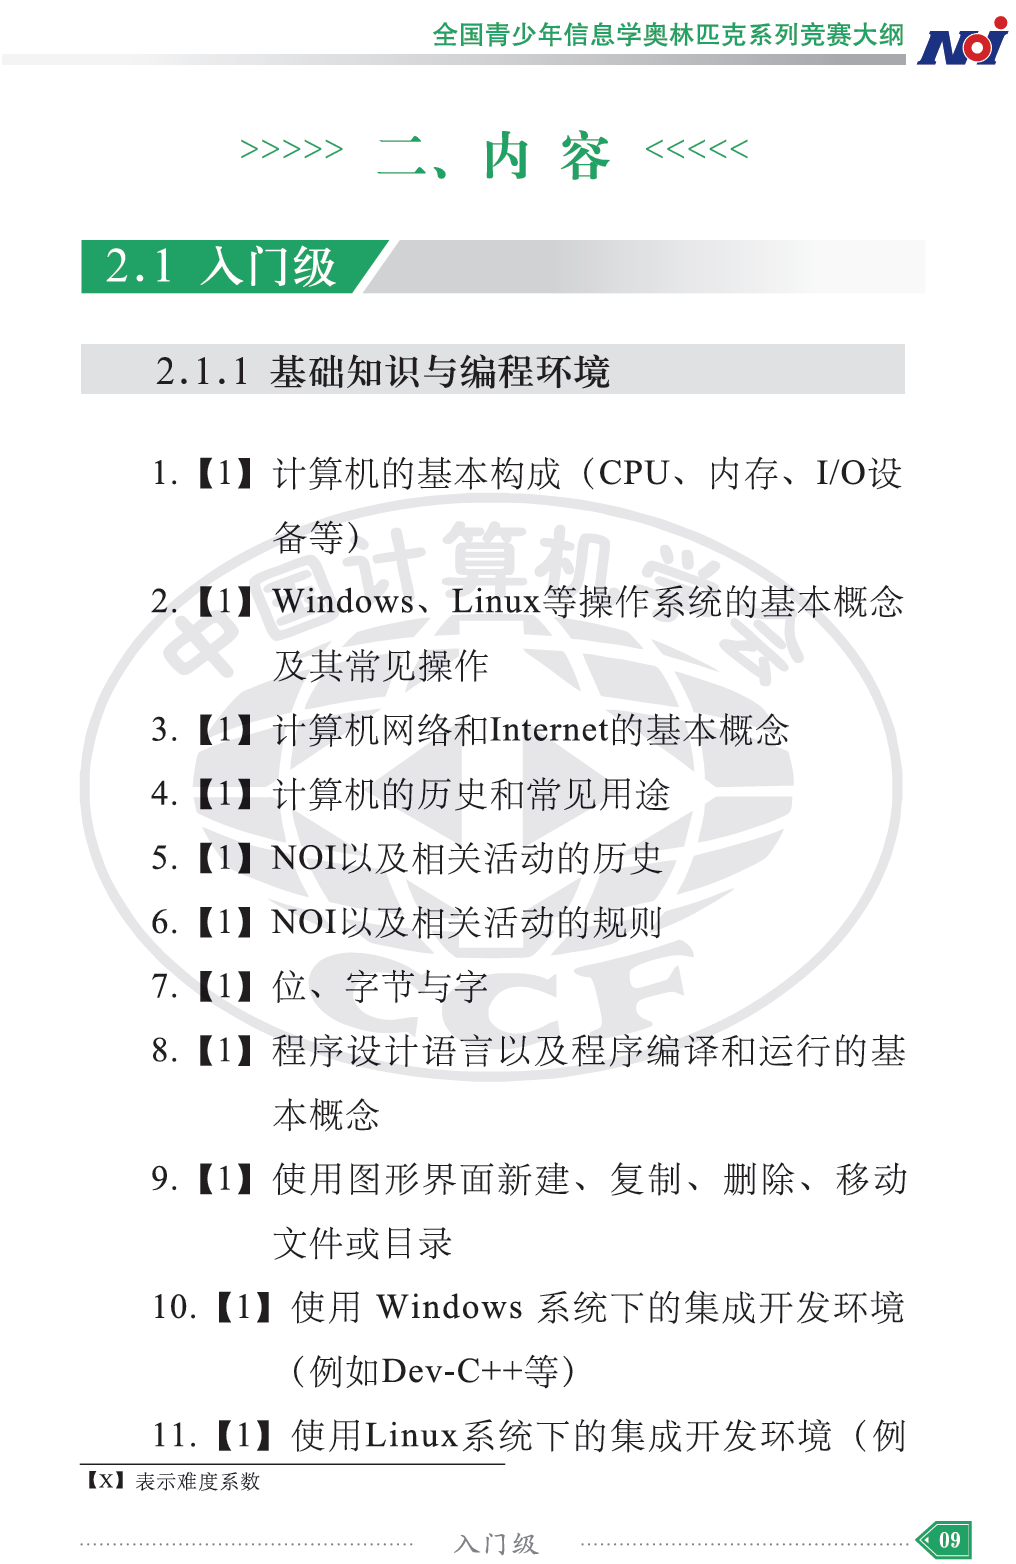 全国青少年信息学奥林匹克系列竞赛大纲 NOI
>>>>> 二、内 容 <<<<<
2.1 入门级
2.1.1 基础知识与编程环境
1.【1】计算机的基本构成（CPU、内存、I/O设
备等）
2.【1】Windows、Linux等操作系统的基本概念
及其常见操作
3.【1】计算机网络和Internet的基本概念
4.【1】计算机的历史和常见用途
5.【1】NOI以及相关活动的历史
6.【1】NOI以及相关活动的规则
7.【1】位、字节与字
8.【1】程序设计语言以及程序编译和运行的基
本概念
9.【1】使用图形界面新建、复制、删除、移动
文件或目录
10.【1】使用 Windows 系统下的集成开发环境
（例如Dev-C++等）
11.【1】使用Linux系统下的集成开发环境（例
中国计算机学会
CCF
【X】表示难度系数
入门级
09